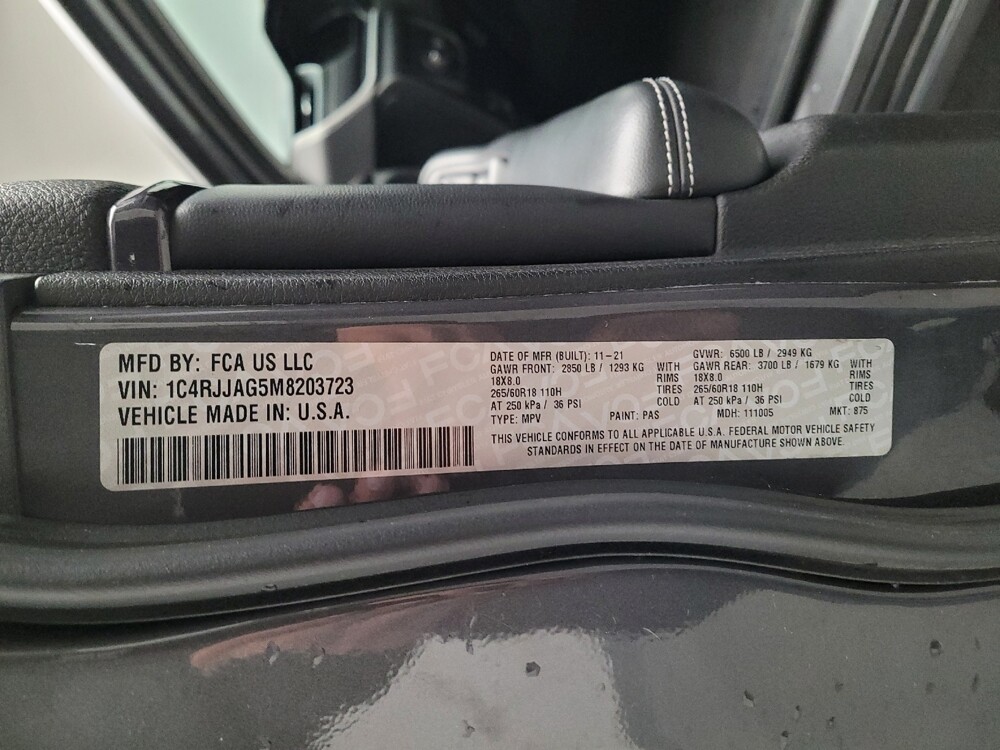 MFD BY: FCA US LLC
VIN: 1C4RJJAG5M8203723
VEHICLE MADE IN: U.S.A.
DATE OF MFR (BUILT): 11-21
GAWR FRONT: 2850 LB / 1293 KG WITH
18X8.0 RIMS
265/60R18 110H TIRES
AT 250 kPa / 36 PSI COLD
TYPE: MPV PAINT: PAS
GVWR: 6500 LB / 2949 KG
GAWR REAR: 3700 LB / 1679 KG WITH
18X8.0 RIMS
265/60R18 110H TIRES
AT 250 kPa / 36 PSI COLD
MDH: 111005 MKT: 875
THIS VEHICLE CONFORMS TO ALL APPLICABLE U.S.A. FEDERAL MOTOR VEHICLE SAFETY
STANDARDS IN EFFECT ON THE DATE OF MANUFACTURE SHOWN ABOVE.